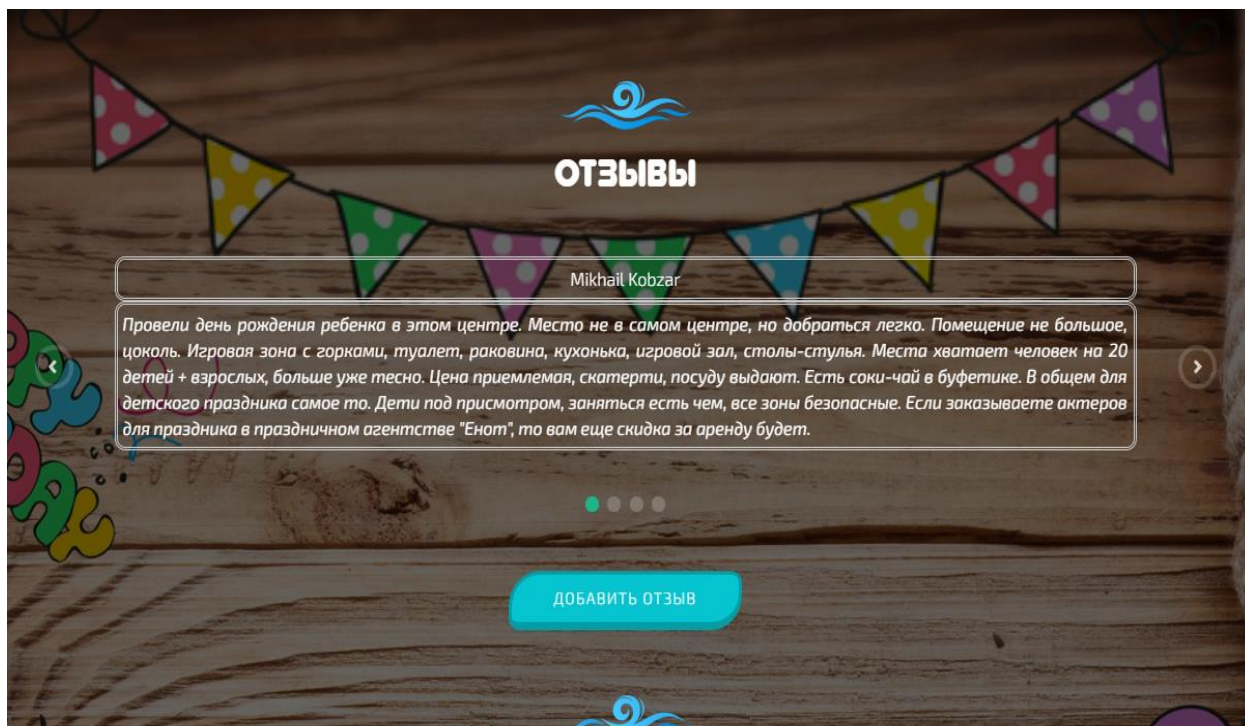 ОТЗЫВЫ
Mikhail Kobzar
Провели день рождения ребенка в этом центре. Место не в самом центре, но добраться легко. Помещение не большое,
цоколь. Игровая зона с горками, туалет, раковина, кухонька, игровой зал, столы-стулья. Места хватает человек на 20
детей + взрослых, больше уже тесно. Цена приемлемая, скатерти, посуду выдают. Есть соки-чай в буфетике. В общем для
детского праздника самое то. Дети под присмотром, заняться есть чем, все зоны безопасные. Если заказываете актеров
для праздника в праздничном агентстве "Енот", то вам еще скидка за аренду будет.
ДОБАВИТЬ ОТЗЫВ